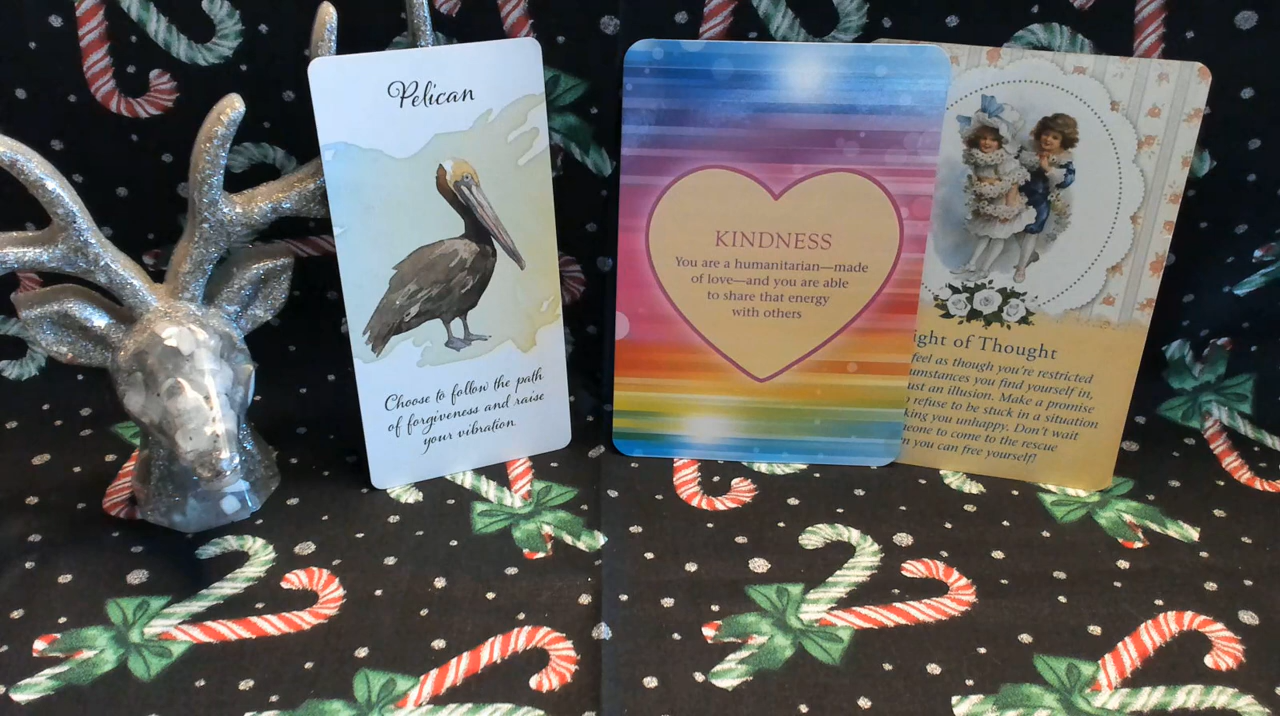 Pelican
Choose to follow the path
of forgiveness and raise
your vibration.
KINDNESS
You are a humanitarian—made
of love—and you are able
to share that energy
with others
ight of Thought
feel as though you're restricted
umstances you find yourself in,
ust an illusion. Make a promise
refuse to be stuck in a situation
king you unhappy. Don't wait
eone to come to the rescue
n you can free yourself!